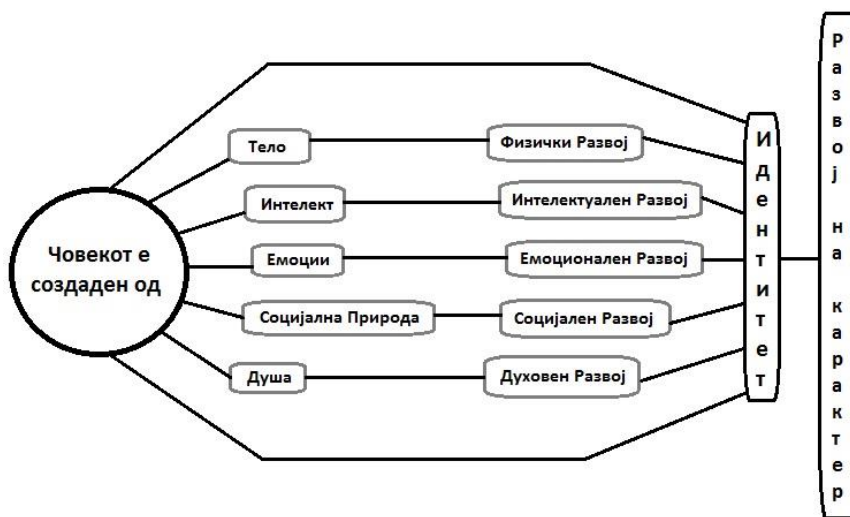 Човекот е
создаден од
Тело
Физички Развој
Интелект
Интелектуален Развој
Емоции
Емоционален Развој
Социјална Природа
Социјален Развој
Душа
Духовен Развој
Идентитет
Развој на карактер